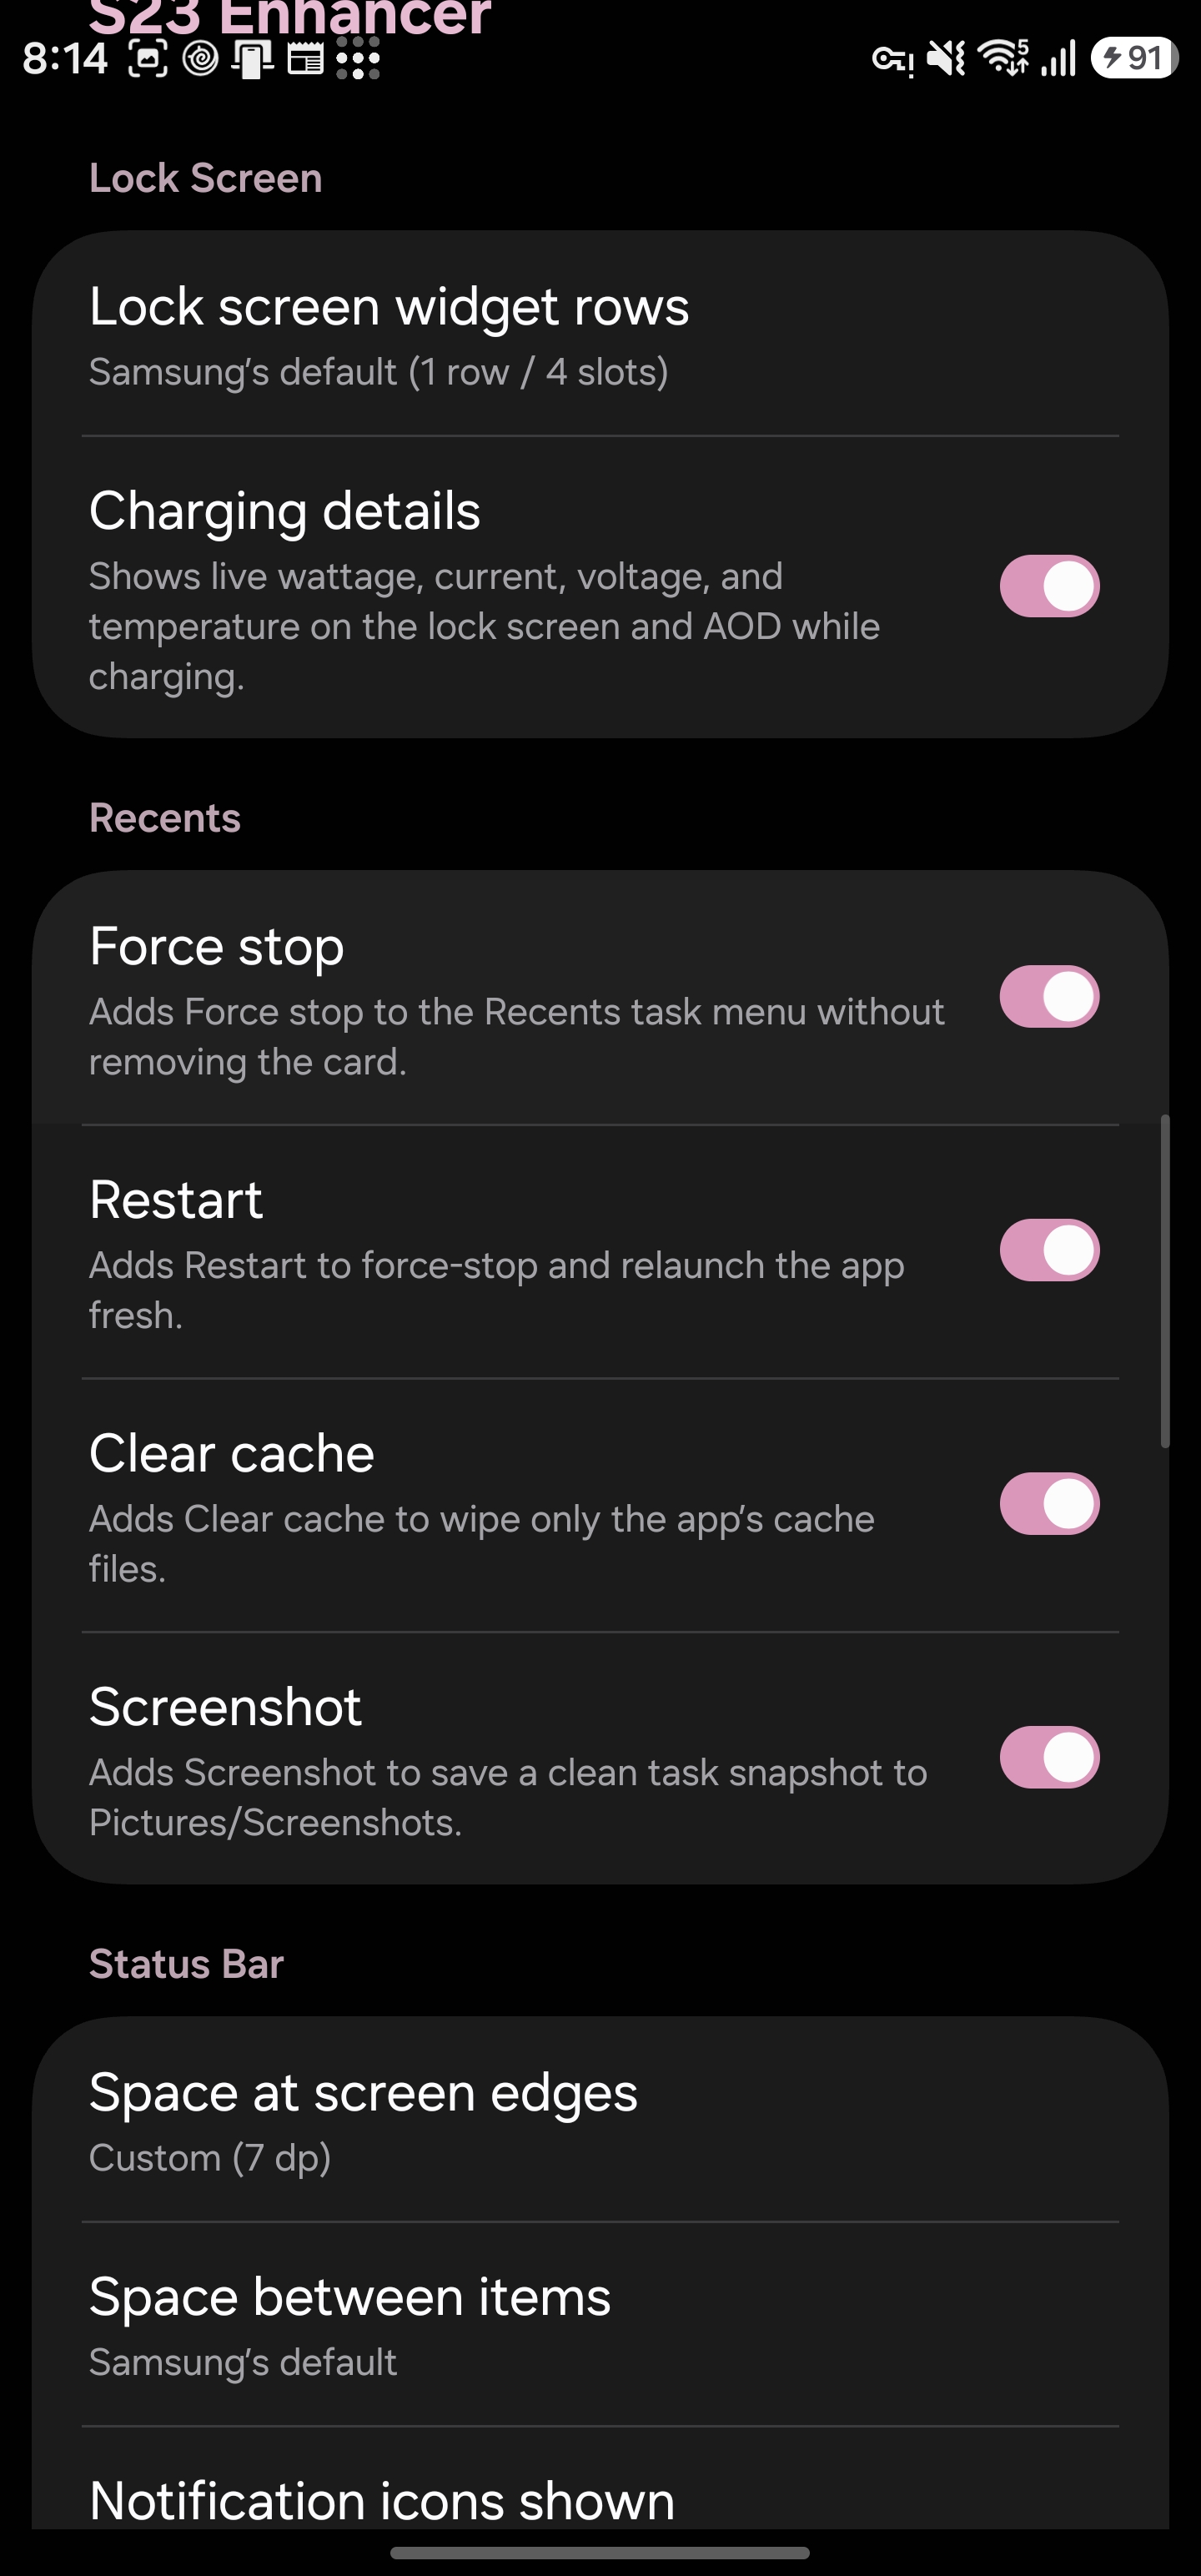 S23 Enhancer
8:14
5
91
Lock Screen
Lock screen widget rows
Samsung's default (1 row / 4 slots)
Charging details
Shows live wattage, current, voltage, and
temperature on the lock screen and AOD while
charging.
Recents
Force stop
Adds Force stop to the Recents task menu without
removing the card.
Restart
Adds Restart to force-stop and relaunch the app
fresh.
Clear cache
Adds Clear cache to wipe only the app's cache
files.
Screenshot
Adds Screenshot to save a clean task snapshot to
Pictures/Screenshots.
Status Bar
Space at screen edges
Custom (7 dp)
Space between items
Samsung's default
Notification icons shown